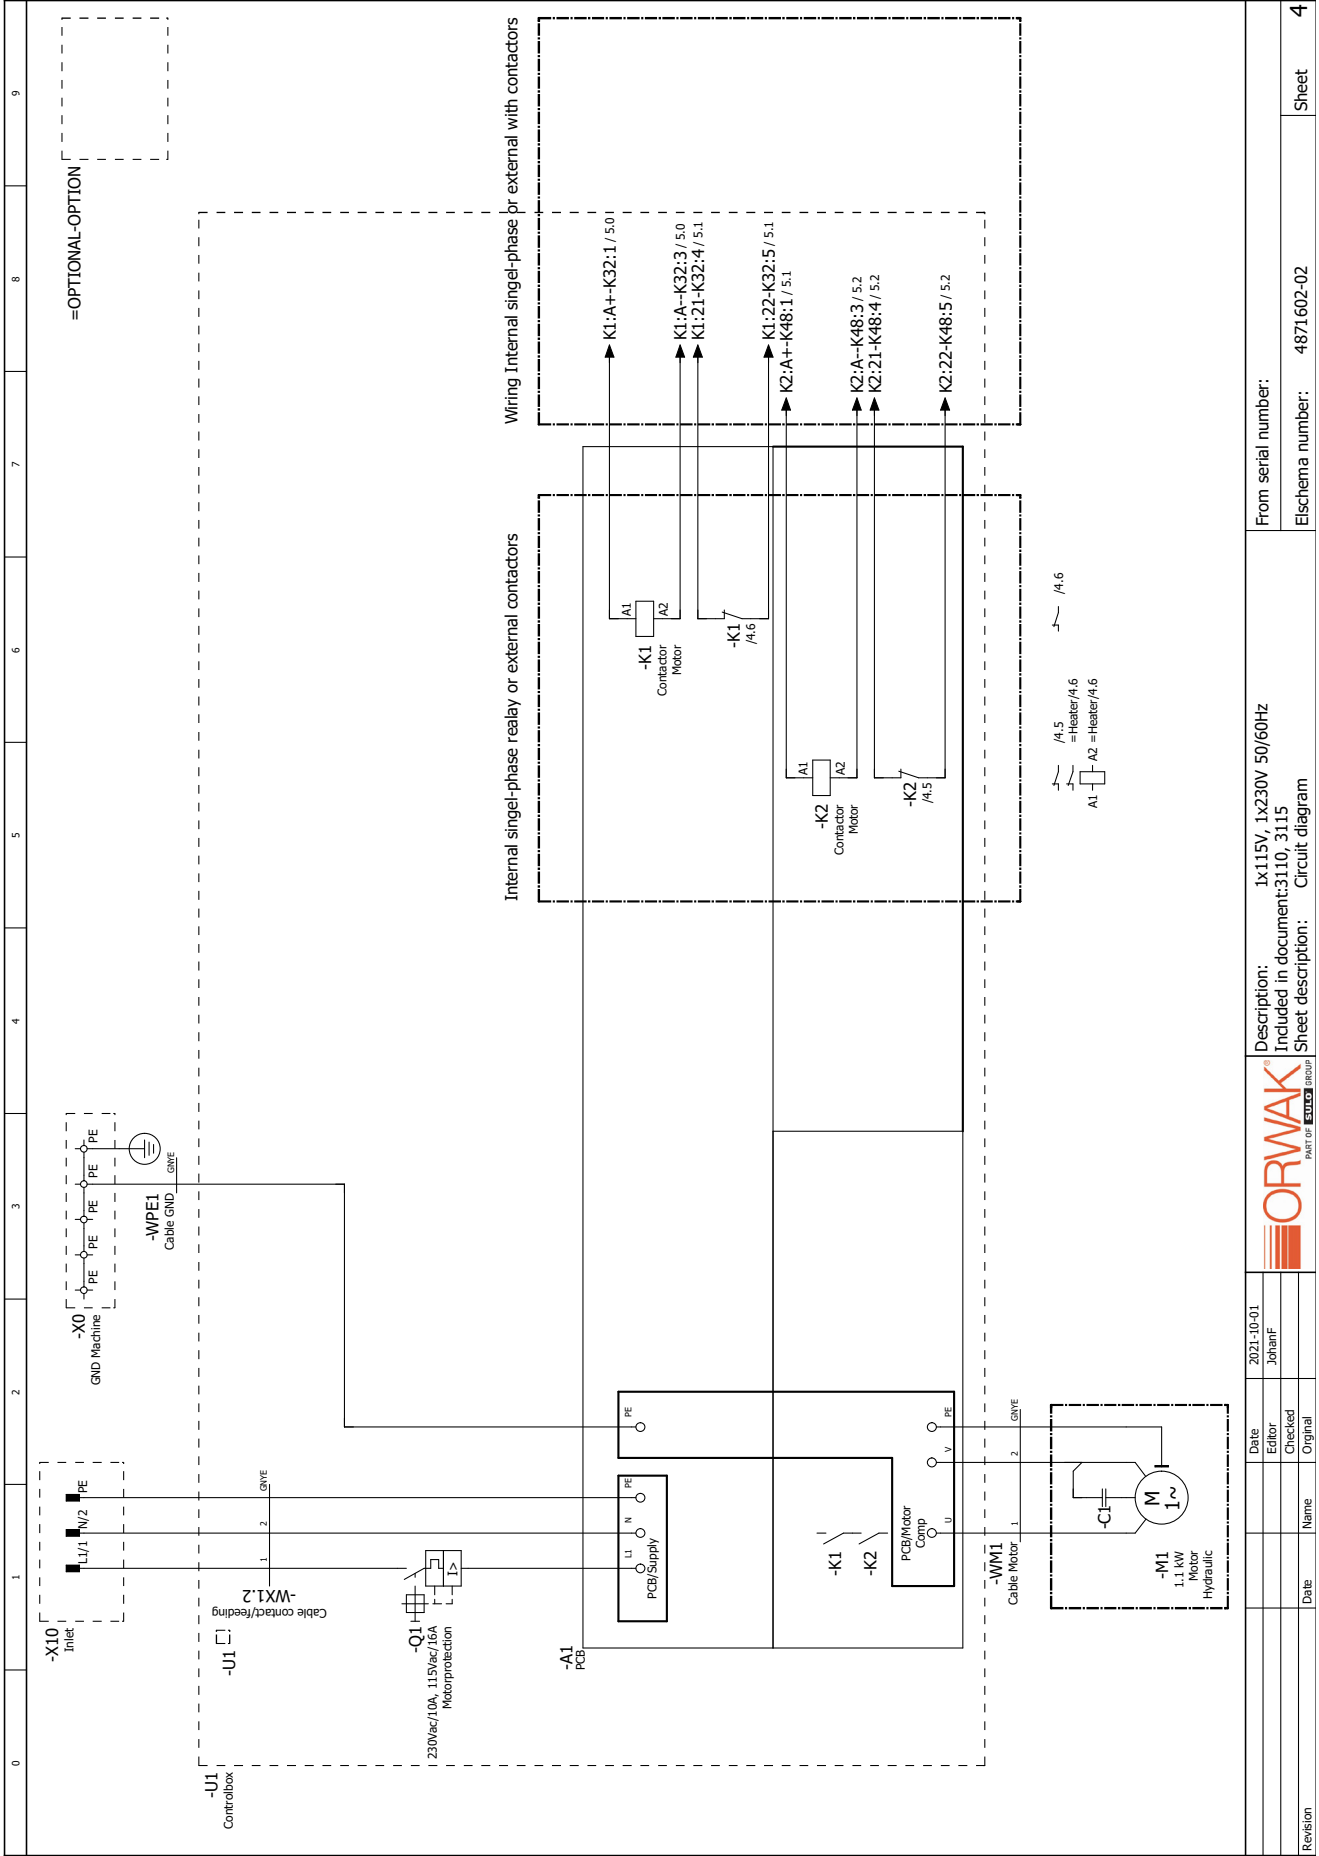 0
1
2
3
4
5
6
7
8
9
=OPTIONAL-OPTION
-X10
Inlet
L1/1
N/2
PE
-X0
GND Machine
PE
PE
PE
PE
PE
-WPE1
Cable GND
GNYE
-U1
Controlbox
-U1
-WX1.2
Cable contact/feeding
1
2
GNYE
-Q1
230Vac/10A, 115Vac/16A
Motorprotection
I>
-A1
PCB
L1
N
PE
PCB/Supply
PE
-K1
-K2
PCB/Motor
Comp
U
V
PE
-WM1
Cable Motor
1
2
GNYE
-C1
M
1~
-M1
1.1 kW
Motor
Hydraulic
Internal singel-phase realay or external contactors
-K1
Contactor
Motor
A1
A2
-K1
/4.6
-K2
Contactor
Motor
A1
A2
-K2
/4.5
/4.5
=Heater/4.6
A1
A2 =Heater/4.6
/4.6
Wiring Internal singel-phase or external with contactors
K1:A+-K32:1 / 5.0
K1:A--K32:3 / 5.0
K1:21-K32:4 / 5.1
K1:22-K32:5 / 5.1
K2:A+-K48:1 / 5.1
K2:A--K48:3 / 5.2
K2:21-K48:4 / 5.2
K2:22-K48:5 / 5.2
Revision
Date
Name
Date
2021-10-01
Editor
JohanF
Checked
Orginal
ORWAK®
PART OF SULO GROUP
Description: 1x115V, 1x230V 50/60Hz
Included in document:3110, 3115
Sheet description: Circuit diagram
From serial number:
Elschema number: 4871602-02
Sheet 4